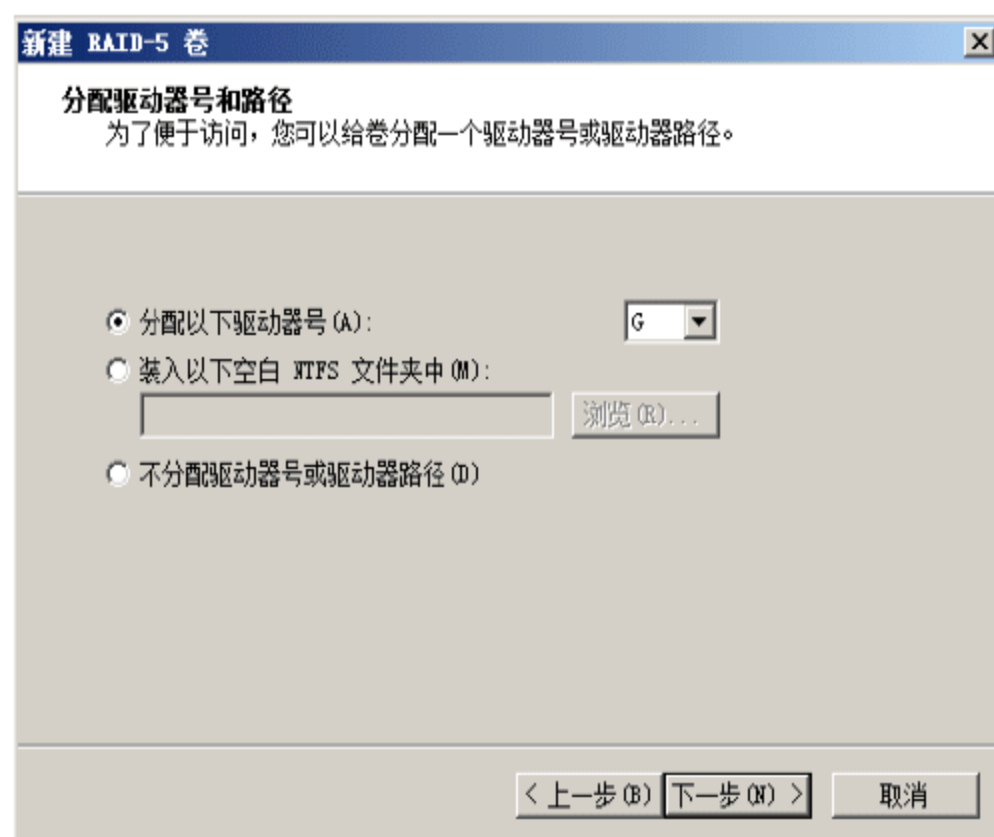 新建 RAID-5 卷
分配驱动器号和路径
为了便于访问，您可以给卷分配一个驱动器号或驱动器路径。
分配以下驱动器号(A): G
装入以下空白 NTFS 文件夹中(M):
浏览(R)...
不分配驱动器号或驱动器路径(D)
< 上一步(B) 下一步(N) > 取消